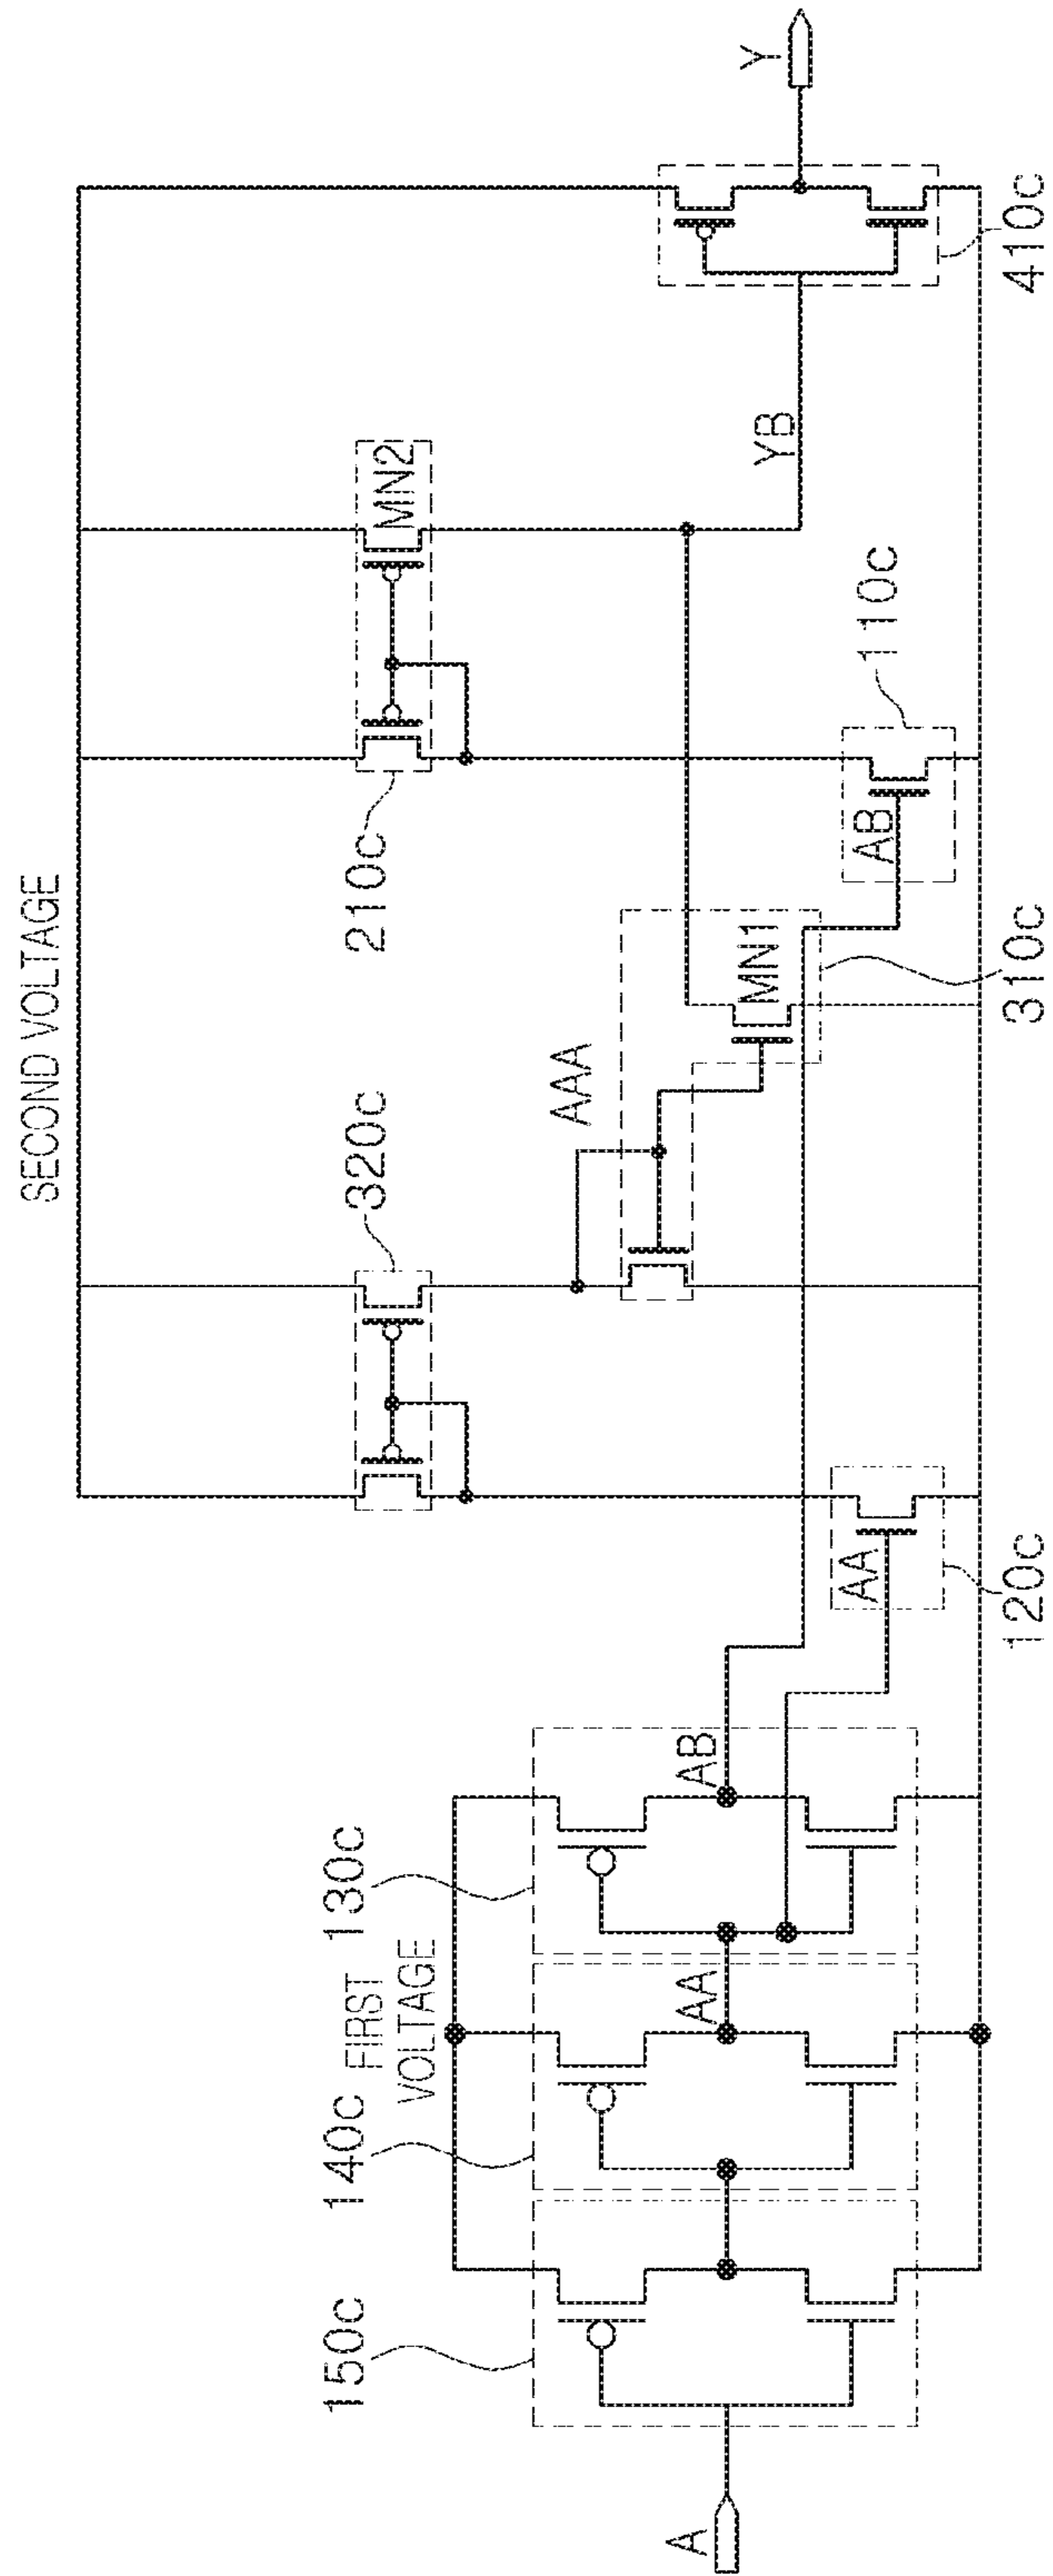 SECOND VOLTAGE
320c
210c
MN2
AAA
MN1
YB
Y
150c
140c
FIRST
VOLTAGE
130c
A
AA
AB
AA
AB
120c
310c
110c
410c